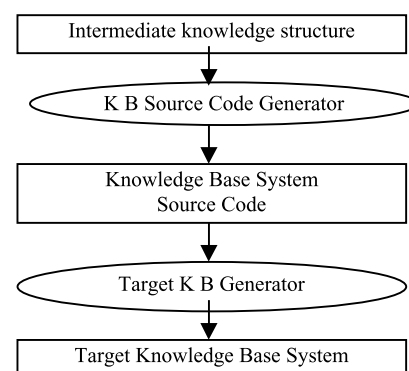 Intermediate knowledge structure
K B Source Code Generator
Knowledge Base System
Source Code
Target K B Generator
Target Knowledge Base System